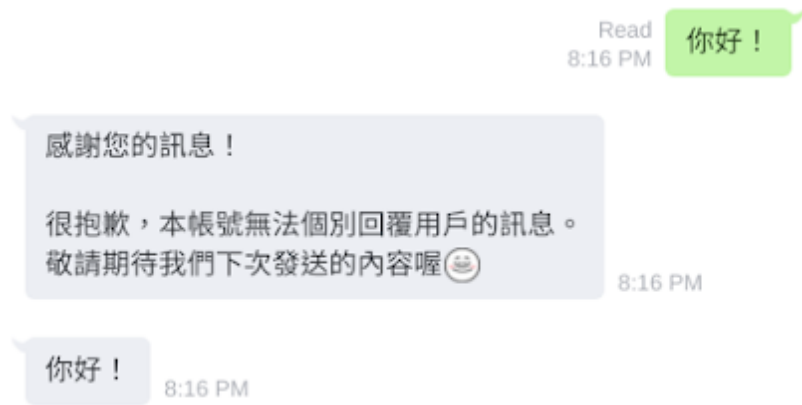 Read
8:16 PM
你好！
感謝您的訊息！
很抱歉，本帳號無法個別回覆用戶的訊息。
敬請期待我們下次發送的內容喔
8:16 PM
你好！
8:16 PM